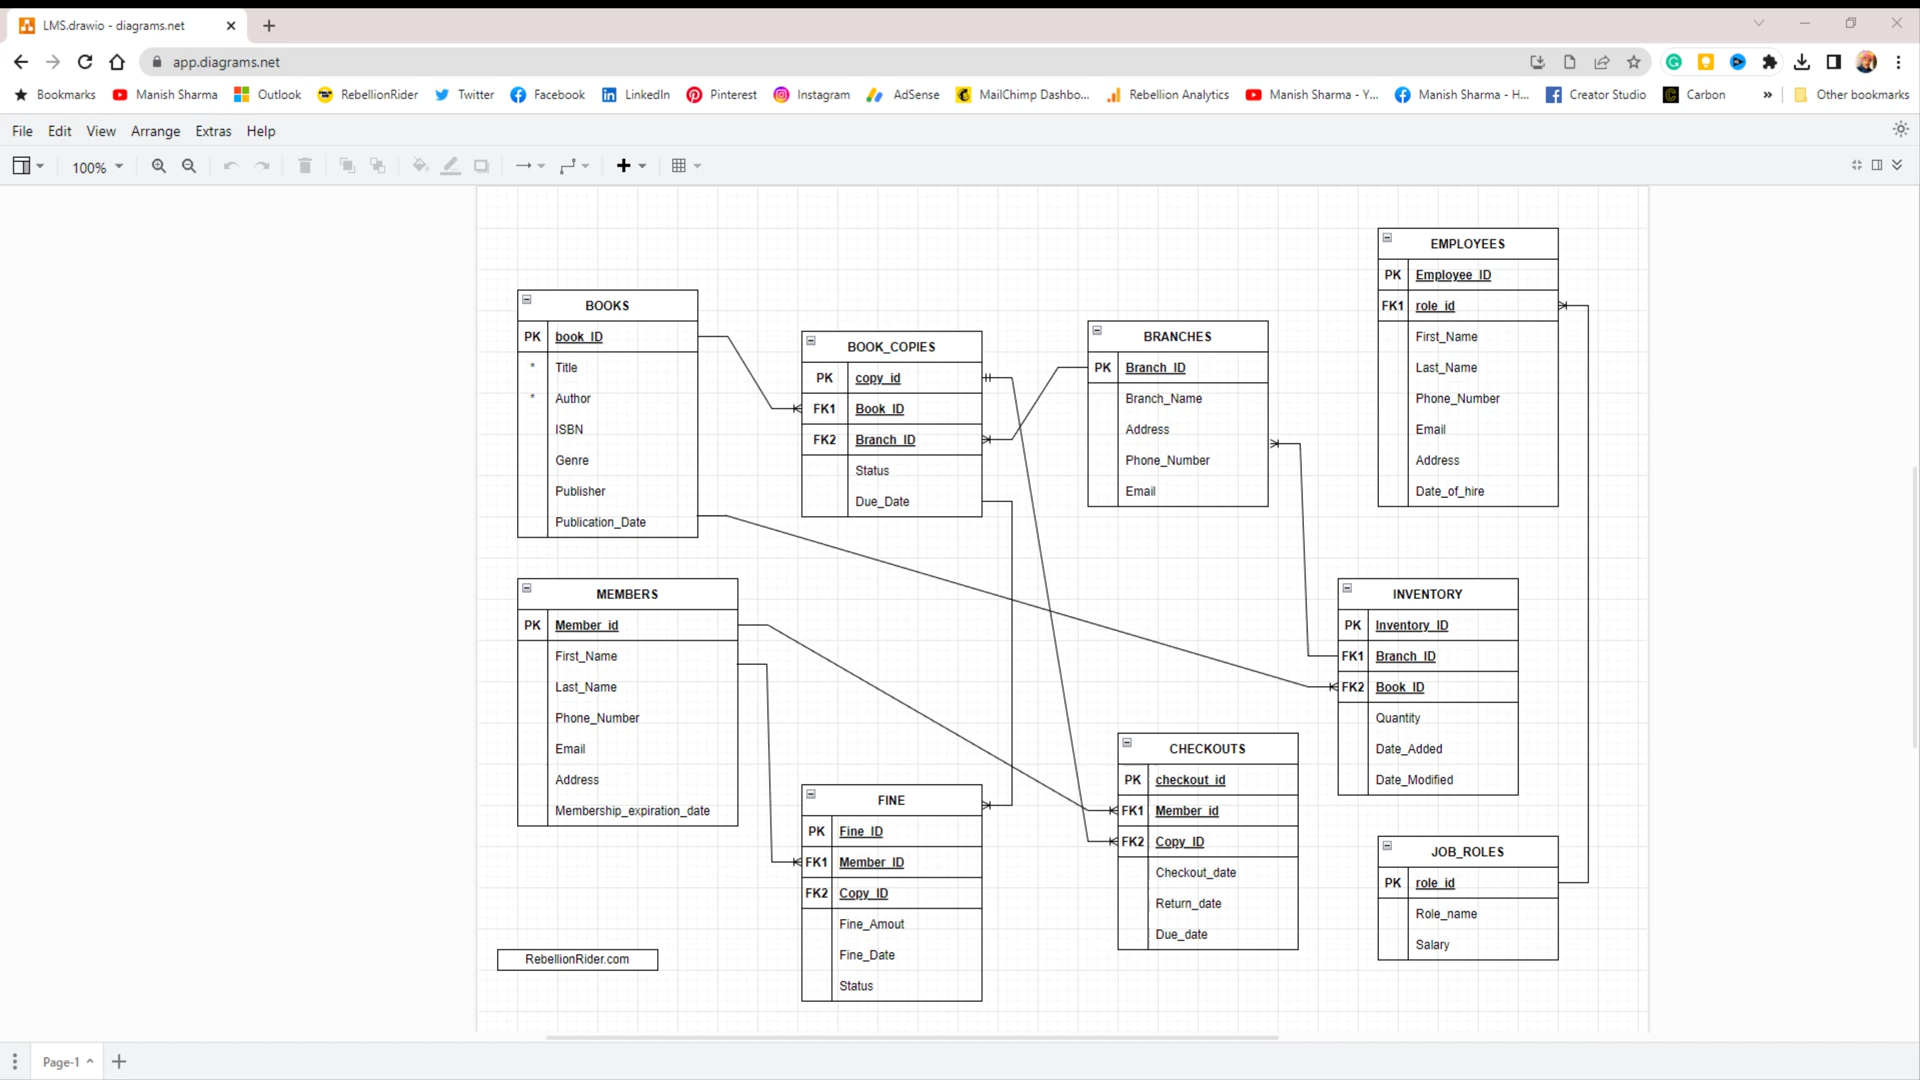 LMS.drawio - diagrams.net
app.diagrams.net
Bookmarks Manish Sharma Outlook RebellionRider Twitter Facebook LinkedIn Pinterest Instagram AdSense MailChimp Dashbo... Rebellion Analytics Manish Sharma - Y... Manish Sharma - H... Creator Studio Carbon » Other bookmarks
File Edit View Arrange Extras Help
100%
EMPLOYEES
PK Employee_ID
FK1 role_id
First_Name
Last_Name
Phone_Number
Email
Address
Date_of_hire
BOOKS
PK book_ID
* Title
* Author
ISBN
Genre
Publisher
Publication_Date
BOOK_COPIES
PK copy_id
FK1 Book_ID
FK2 Branch_ID
Status
Due_Date
BRANCHES
PK Branch_ID
Branch_Name
Address
Phone_Number
Email
MEMBERS
PK Member_id
First_Name
Last_Name
Phone_Number
Email
Address
Membership_expiration_date
INVENTORY
PK Inventory_ID
FK1 Branch_ID
FK2 Book_ID
Quantity
Date_Added
Date_Modified
FINE
PK Fine_ID
FK1 Member_ID
FK2 Copy_ID
Fine_Amout
Fine_Date
Status
CHECKOUTS
PK checkout_id
FK1 Member_id
FK2 Copy_ID
Checkout_date
Return_date
Due_date
JOB_ROLES
PK role_id
Role_name
Salary
RebellionRider.com
Page-1